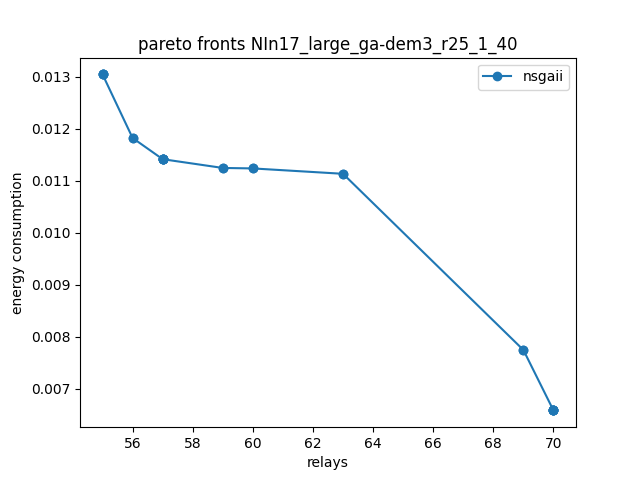 pareto fronts NIn17_large_ga-dem3_r25_1_40
nsgaii
0.013
0.012
0.011
0.010
0.009
0.008
0.007
energy consumption
56 58 60 62 64 66 68 70
relays